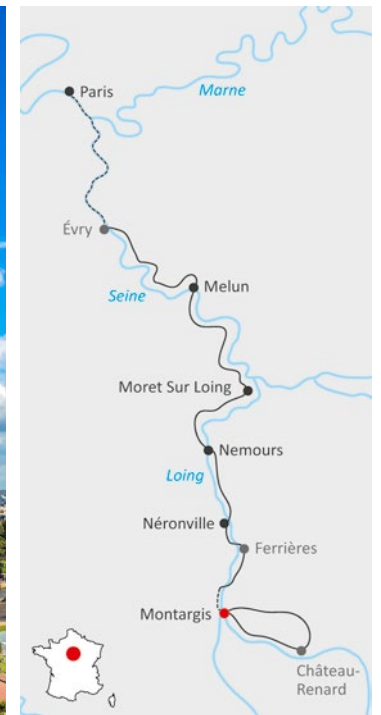 Paris
Marne
Évry
Seine
Melun
Moret Sur Loing
Nemours
Loing
Néronville
Ferrières
Montargis
Château-
Renard